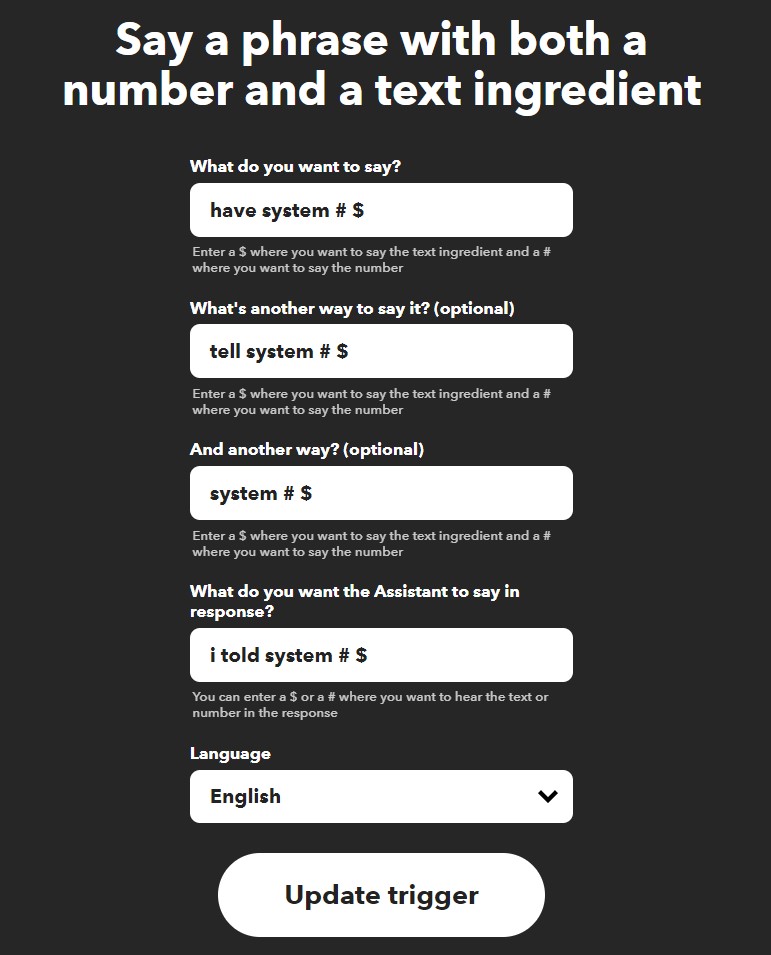 Say a phrase with both a
number and a text ingredient
What do you want to say?
have system # $
Enter a $ where you want to say the text ingredient and a #
where you want to say the number
What's another way to say it? (optional)
tell system # $
Enter a $ where you want to say the text ingredient and a #
where you want to say the number
And another way? (optional)
system # $
Enter a $ where you want to say the text ingredient and a #
where you want to say the number
What do you want the Assistant to say in
response?
i told system # $
You can enter a $ or a # where you want to hear the text or
number in the response
Language
English
Update trigger